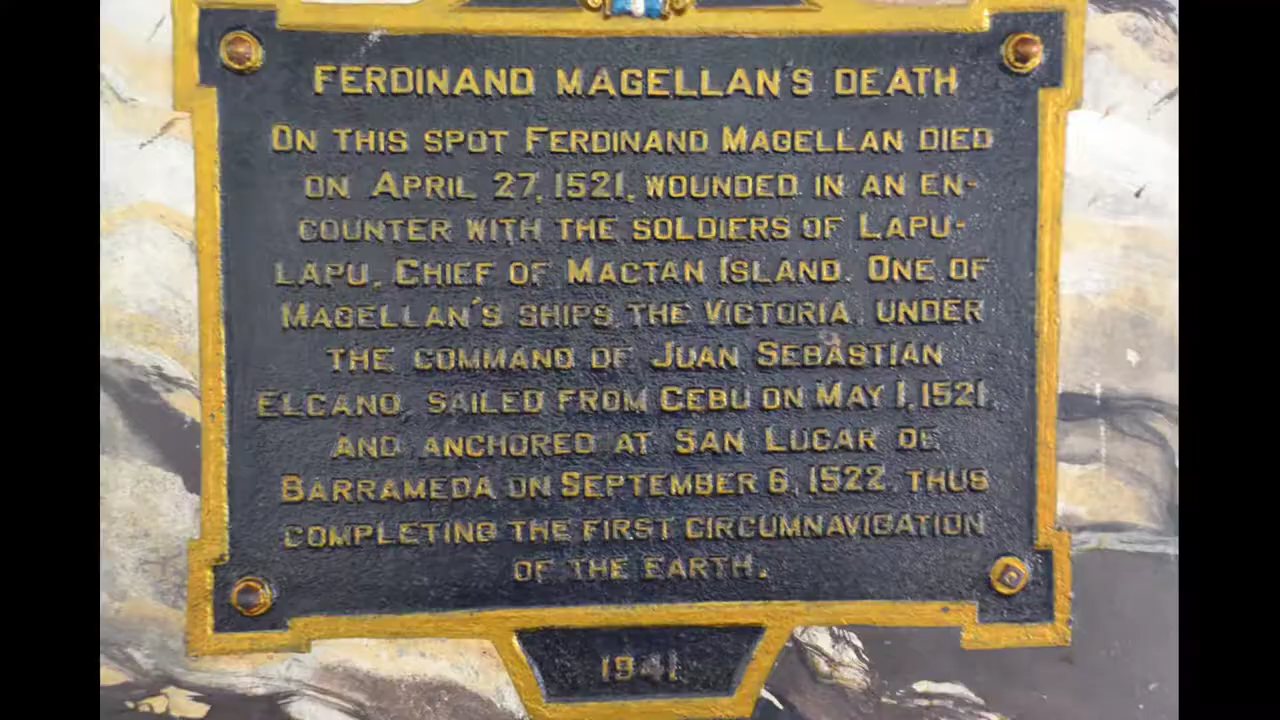 FERDINAND MAGELLAN'S DEATH
ON THIS SPOT FERDINAND MAGELLAN DIED
ON APRIL 27, 1521, WOUNDED IN AN EN-
COUNTER WITH THE SOLDIERS OF LAPU-
LAPU, CHIEF OF MACTAN ISLAND. ONE OF
MAGELLAN'S SHIPS, THE VICTORIA, UNDER
THE COMMAND OF JUAN SEBASTIAN
ELCANO, SAILED FROM CEBU ON MAY 1, 1521,
AND ANCHORED AT SAN LUCAR DE
BARRAMEDA ON SEPTEMBER 6, 1522, THUS
COMPLETING THE FIRST CIRCUMNAVIGATION
OF THE EARTH.
1941